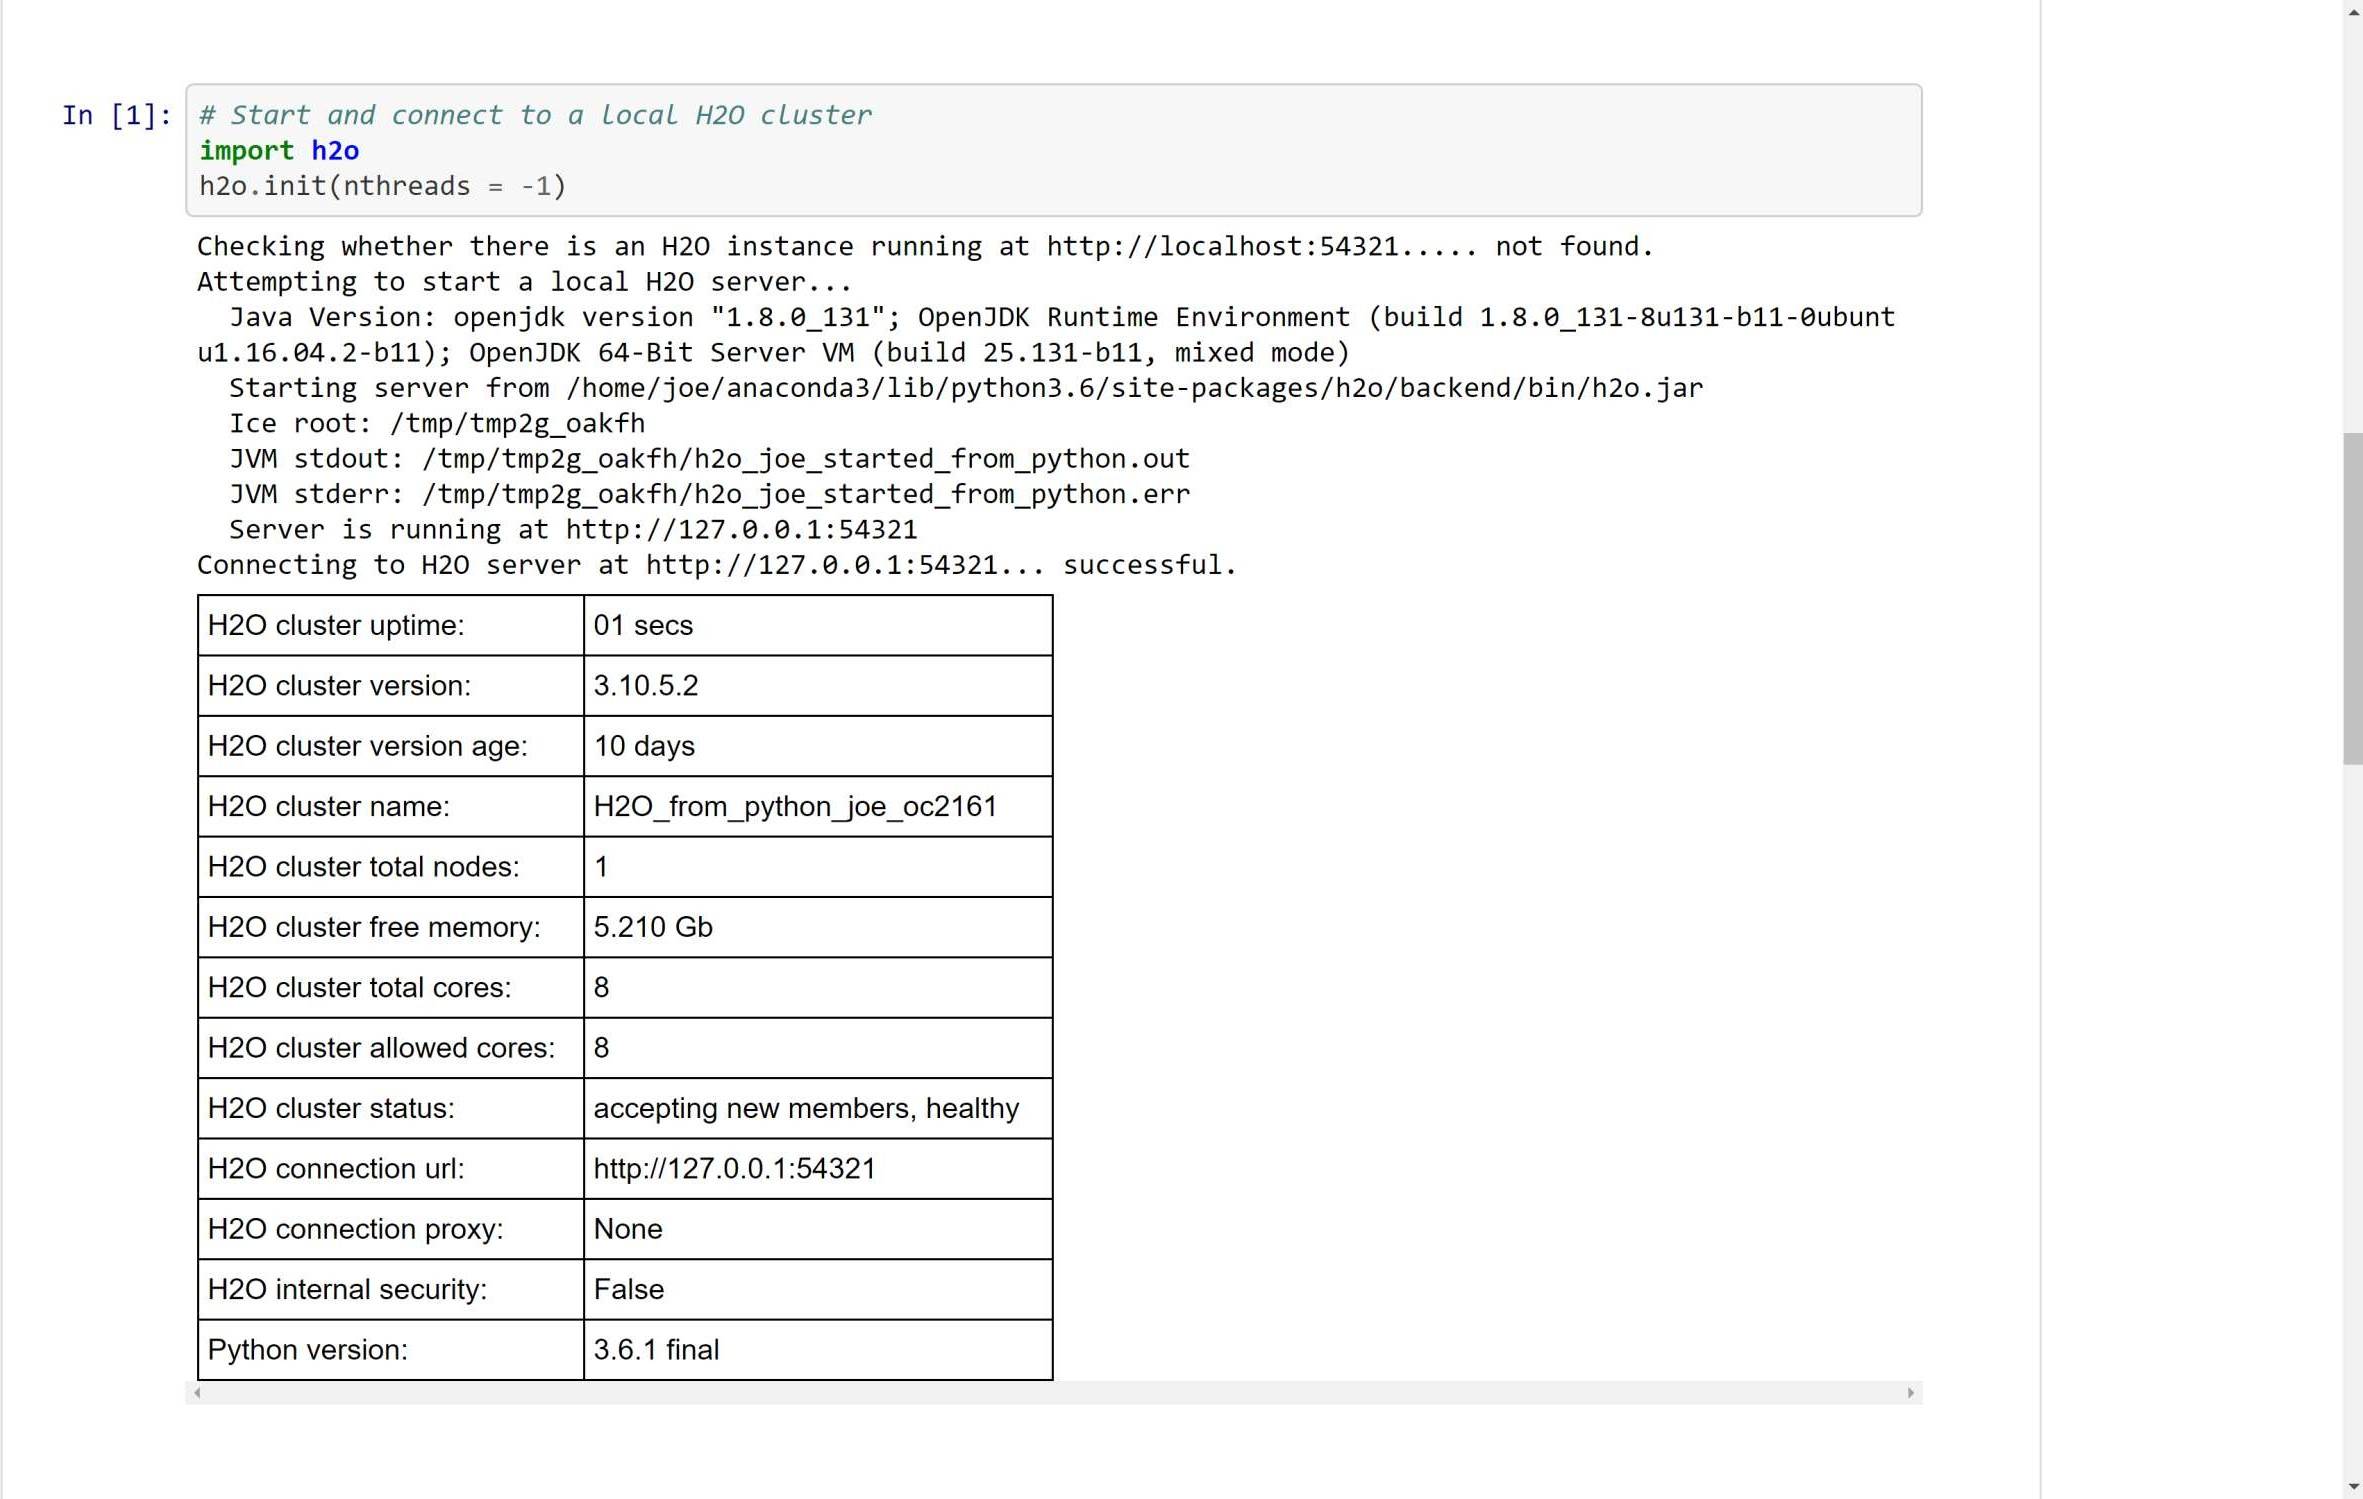 In [1]:
# Start and connect to a local H2O cluster
import h2o
h2o.init(nthreads = -1)
Checking whether there is an H2O instance running at http://localhost:54321..... not found.
Attempting to start a local H2O server...
  Java Version: openjdk version "1.8.0_131"; OpenJDK Runtime Environment (build 1.8.0_131-8u131-b11-0ubunt
u1.16.04.2-b11); OpenJDK 64-Bit Server VM (build 25.131-b11, mixed mode)
  Starting server from /home/joe/anaconda3/lib/python3.6/site-packages/h2o/backend/bin/h2o.jar
  Ice root: /tmp/tmp2g_oakfh
  JVM stdout: /tmp/tmp2g_oakfh/h2o_joe_started_from_python.out
  JVM stderr: /tmp/tmp2g_oakfh/h2o_joe_started_from_python.err
  Server is running at http://127.0.0.1:54321
Connecting to H2O server at http://127.0.0.1:54321... successful.
H2O cluster uptime: 01 secs
H2O cluster version: 3.10.5.2
H2O cluster version age: 10 days
H2O cluster name: H2O_from_python_joe_oc2161
H2O cluster total nodes: 1
H2O cluster free memory: 5.210 Gb
H2O cluster total cores: 8
H2O cluster allowed cores: 8
H2O cluster status: accepting new members, healthy
H2O connection url: http://127.0.0.1:54321
H2O connection proxy: None
H2O internal security: False
Python version: 3.6.1 final